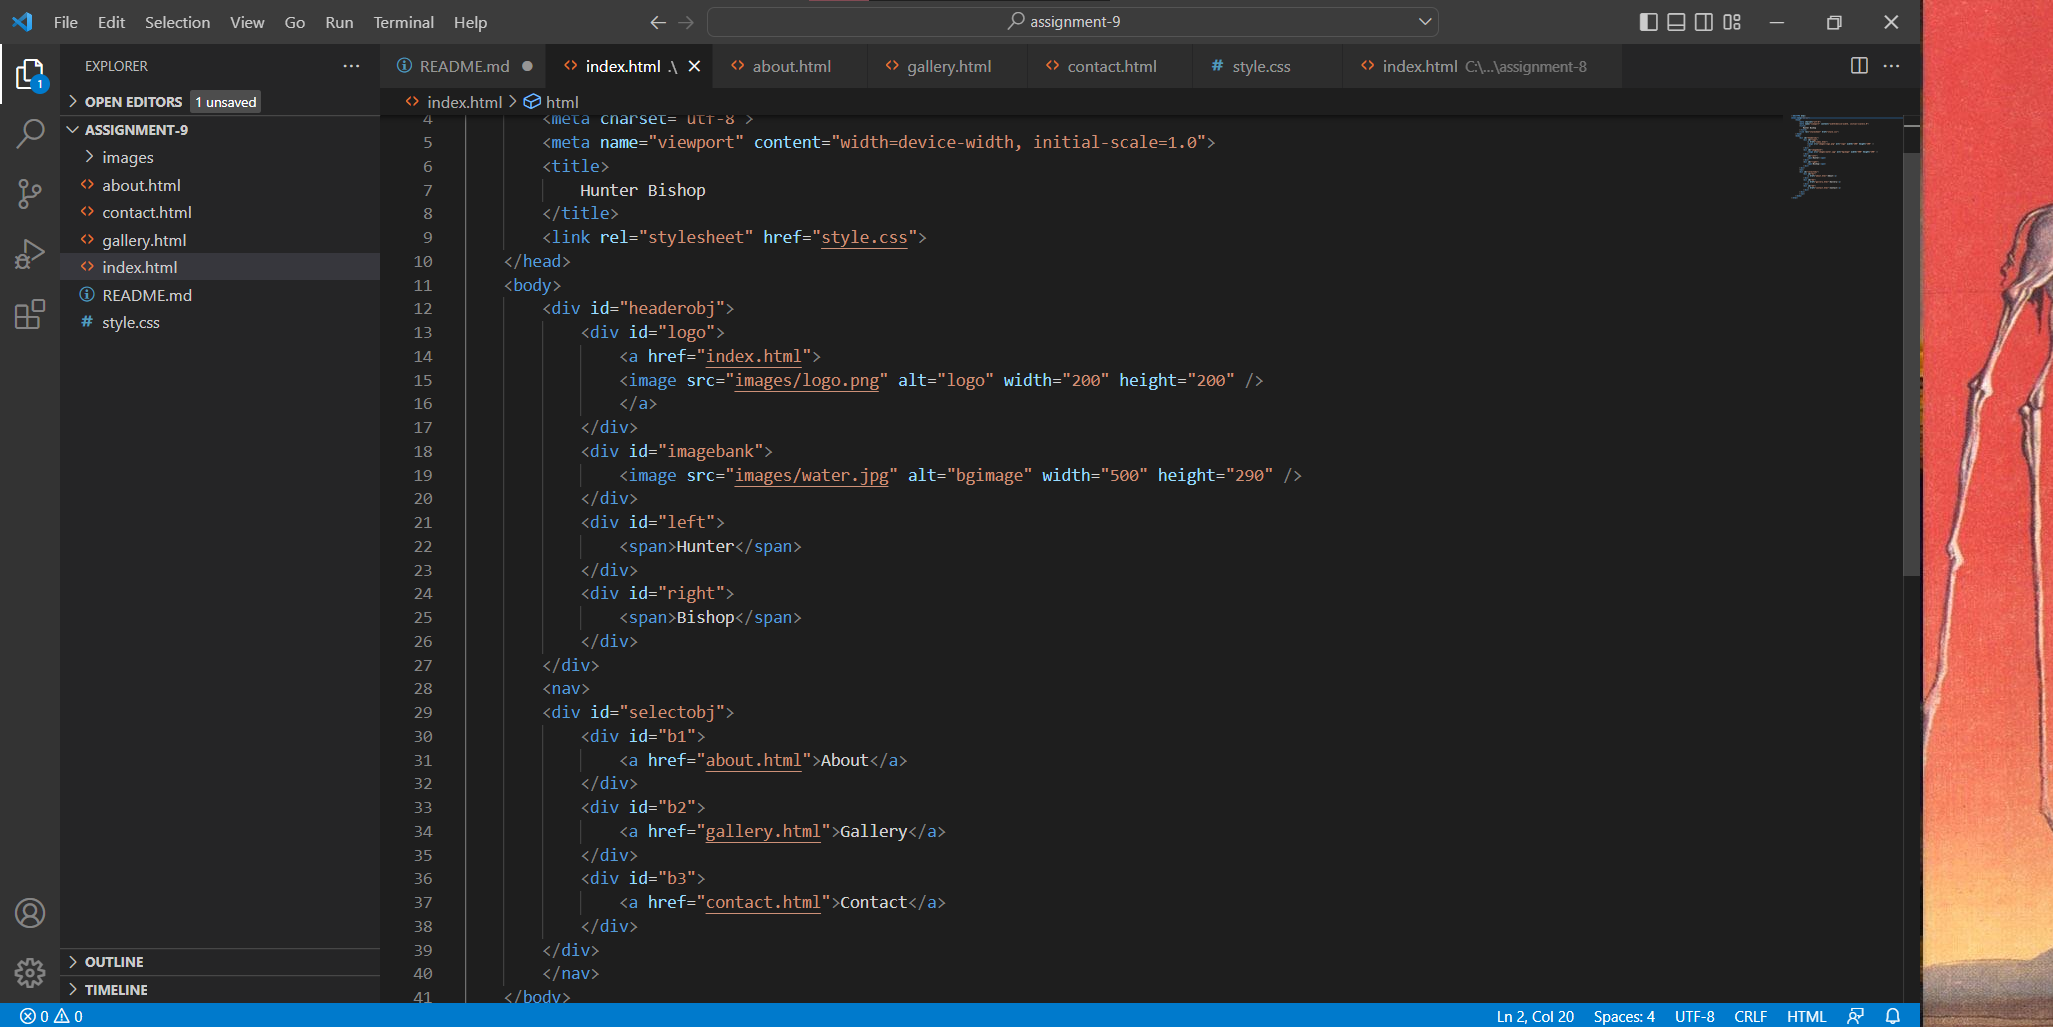 File Edit Selection View Go Run Terminal Help
assignment-9
EXPLORER
OPEN EDITORS 1 unsaved
ASSIGNMENT-9
images
about.html
contact.html
gallery.html
index.html
README.md
style.css
OUTLINE
TIMELINE
1
README.md index.html .\ about.html gallery.html contact.html style.css index.html C:\...\assignment-8
index.html > html
4 <meta charset="utf-8">
5 <meta name="viewport" content="width=device-width, initial-scale=1.0">
6 <title>
7 Hunter Bishop
8 </title>
9 <link rel="stylesheet" href="style.css">
10 </head>
11 <body>
12 <div id="headerobj">
13 <div id="logo">
14 <a href="index.html">
15 <image src="images/logo.png" alt="logo" width="200" height="200" />
16 </a>
17 </div>
18 <div id="imagebank">
19 <image src="images/water.jpg" alt="bgimage" width="500" height="290" />
20 </div>
21 <div id="left">
22 <span>Hunter</span>
23 </div>
24 <div id="right">
25 <span>Bishop</span>
26 </div>
27 </div>
28 <nav>
29 <div id="selectobj">
30 <div id="b1">
31 <a href="about.html">About</a>
32 </div>
33 <div id="b2">
34 <a href="gallery.html">Gallery</a>
35 </div>
36 <div id="b3">
37 <a href="contact.html">Contact</a>
38 </div>
39 </div>
40 </nav>
41 </body>
0 0 Ln 2, Col 20 Spaces: 4 UTF-8 CRLF HTML